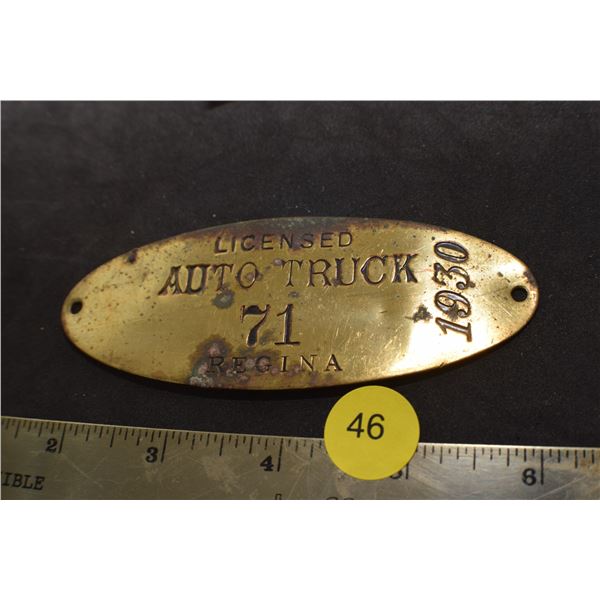 LICENSED
AUTO TRUCK
71
REGINA
1930
46
2 3 4 5 6
IBLE